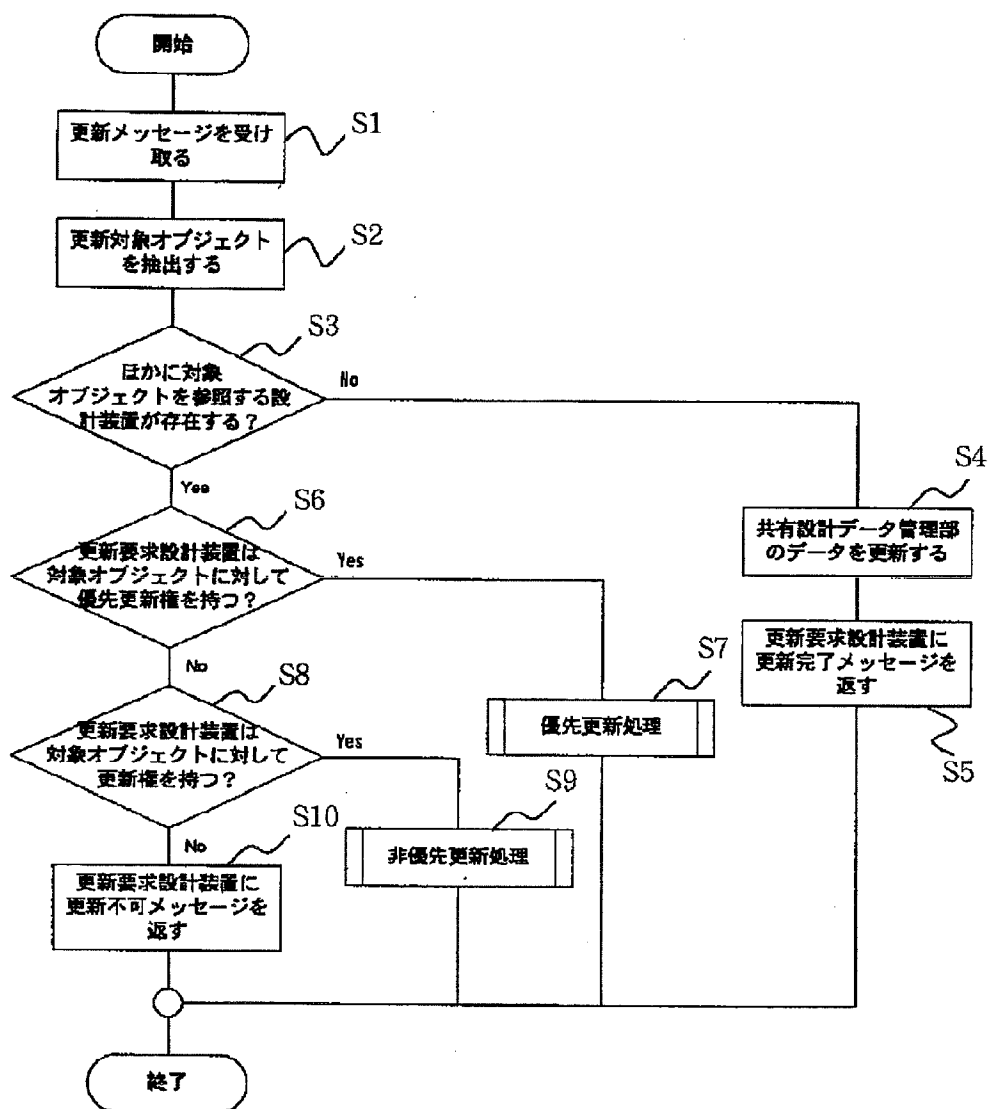 開始
更新メッセージを受け
取る
S1
更新対象オブジェクト
を抽出する
S2
S3
ほかに対象
オブジェクトを参照する設
計装置が存在する?
No
Yes
S4
共有設計データ管理部
のデータを更新する
S6
更新要求設計装置は
対象オブジェクトに対して
優先更新権を持つ?
Yes
No
更新要求設計装置に
更新完了メッセージを
返す
S5
S7
優先更新処理
S8
更新要求設計装置は
対象オブジェクトに対して
更新権を持つ?
Yes
No
S9
非優先更新処理
S10
更新要求設計装置に
更新不可メッセージを
返す
終了